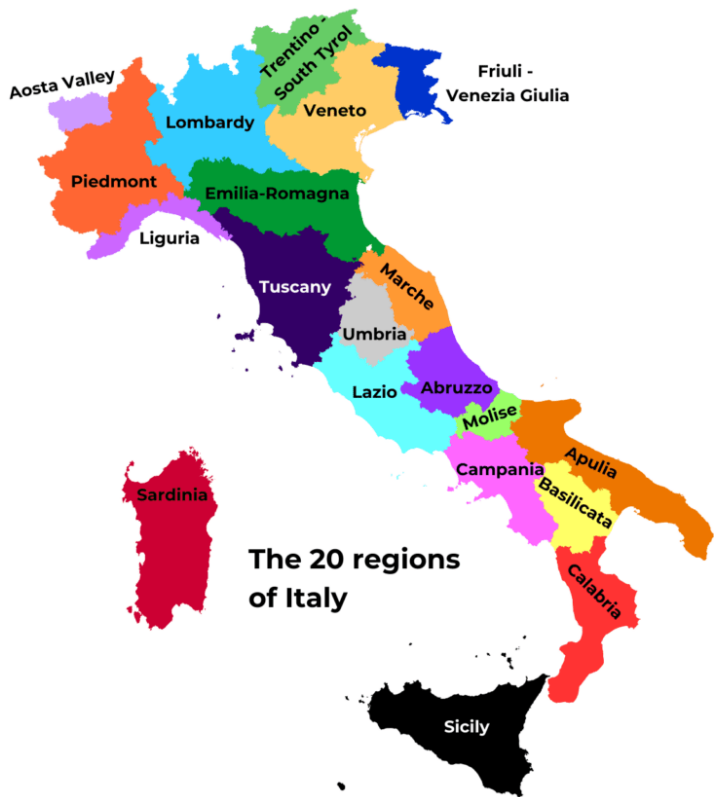 Trentino -
South Tyrol
Aosta Valley
Friuli -
Venezia Giulia
Veneto
Lombardy
Piedmont
Emilia-Romagna
Liguria
Tuscany
Marche
Umbria
Lazio
Abruzzo
Molise
Campania
Apulia
Basilicata
Sardinia
The 20 regions
of Italy
Calabria
Sicily